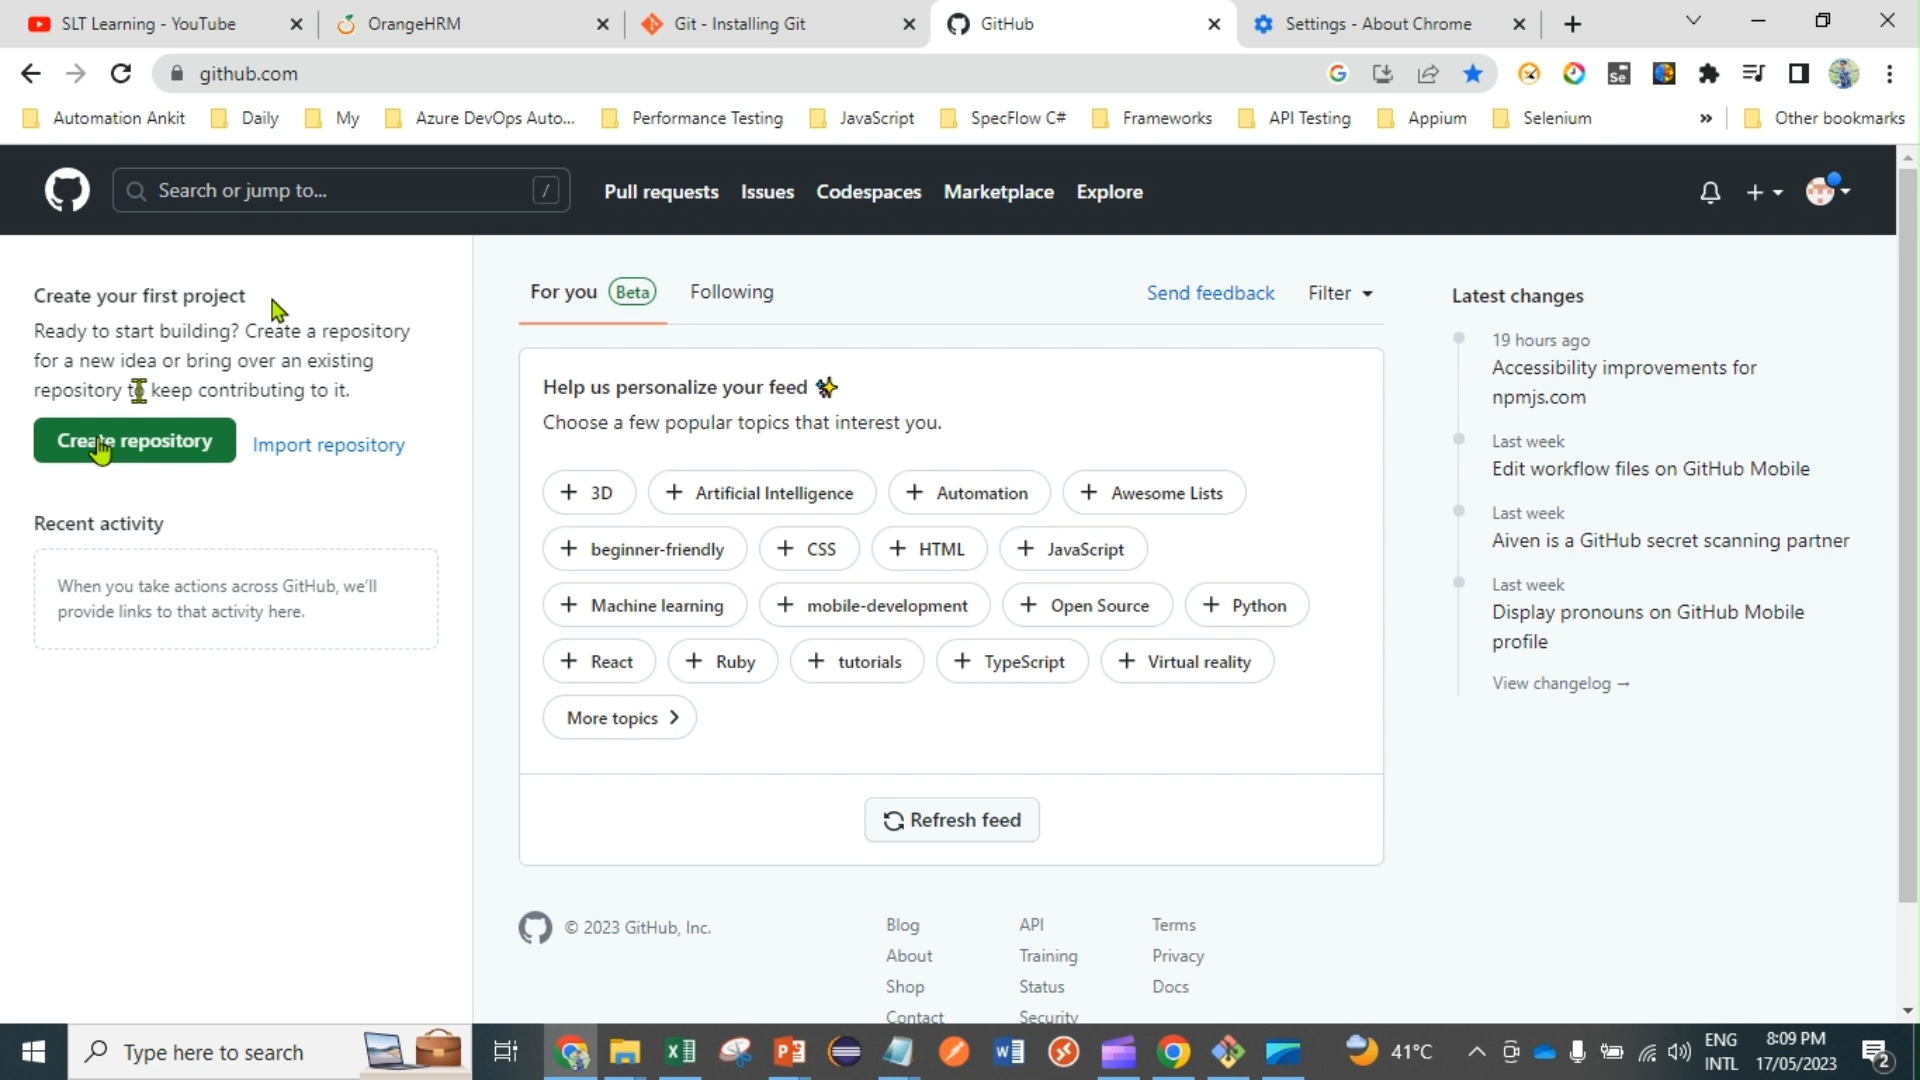 SLT Learning - YouTube
OrangeHRM
Git - Installing Git
GitHub
Settings - About Chrome
github.com
Automation Ankit
Daily
My
Azure DevOps Auto...
Performance Testing
JavaScript
SpecFlow C#
Frameworks
API Testing
Appium
Selenium
»
Other bookmarks
Search or jump to...
/
Pull requests
Issues
Codespaces
Marketplace
Explore
Create your first project
Ready to start building? Create a repository
for a new idea or bring over an existing
repository to keep contributing to it.
Create repository
Import repository
Recent activity
When you take actions across GitHub, we'll
provide links to that activity here.
For you
Beta
Following
Send feedback
Filter
Help us personalize your feed
Choose a few popular topics that interest you.
+ 3D
+ Artificial Intelligence
+ Automation
+ Awesome Lists
+ beginner-friendly
+ CSS
+ HTML
+ JavaScript
+ Machine learning
+ mobile-development
+ Open Source
+ Python
+ React
+ Ruby
+ tutorials
+ TypeScript
+ Virtual reality
More topics
Refresh feed
Latest changes
19 hours ago
Accessibility improvements for
npmjs.com
Last week
Edit workflow files on GitHub Mobile
Last week
Aiven is a GitHub secret scanning partner
Last week
Display pronouns on GitHub Mobile
profile
View changelog →
© 2023 GitHub, Inc.
Blog
API
Terms
About
Training
Privacy
Shop
Status
Docs
Contact
Security
Type here to search
41°C
ENG
INTL
8:09 PM
17/05/2023
2